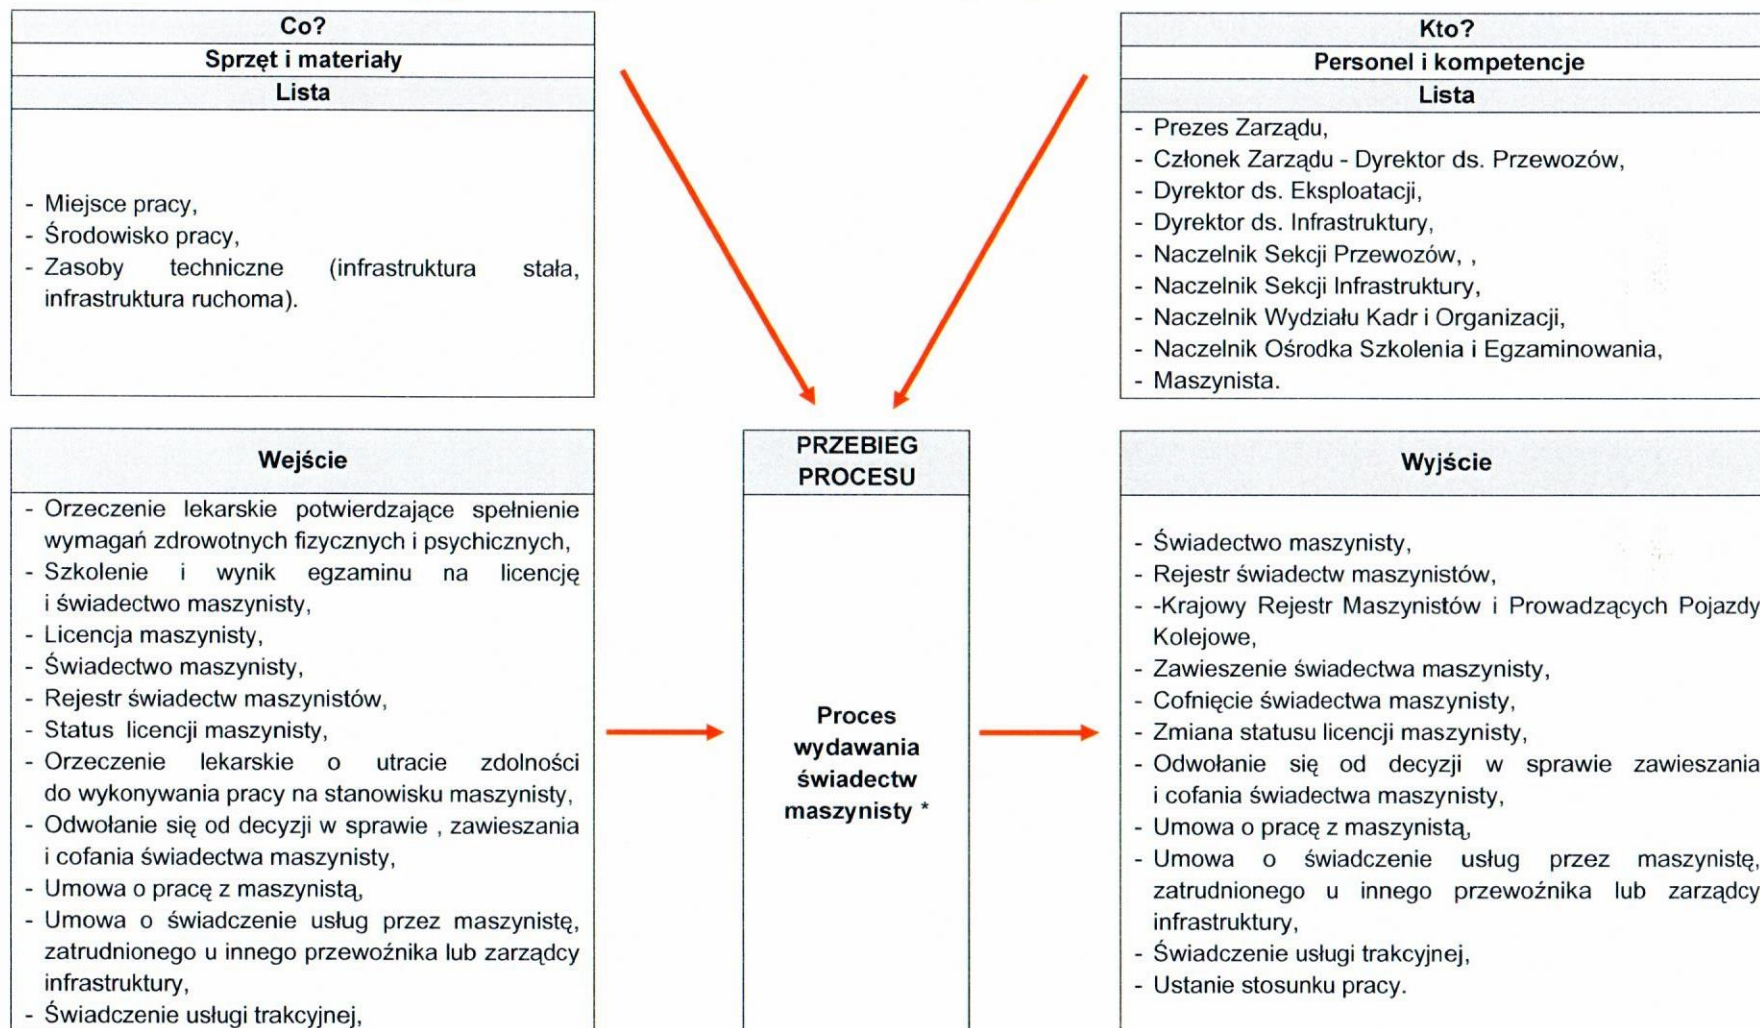 Co?
Sprzęt i materiały
Lista
- Miejsce pracy,
- Środowisko pracy,
- Zasoby techniczne (infrastruktura stała,
infrastruktura ruchoma).
Kto?
Personel i kompetencje
Lista
- Prezes Zarządu,
- Członek Zarządu - Dyrektor ds. Przewozów,
- Dyrektor ds. Eksploatacji,
- Dyrektor ds. Infrastruktury,
- Naczelnik Sekcji Przewozów, ,
- Naczelnik Sekcji Infrastruktury,
- Naczelnik Wydziału Kadr i Organizacji,
- Naczelnik Ośrodka Szkolenia i Egzaminowania,
- Maszynista.
Wejście
- Orzeczenie lekarskie potwierdzające spełnienie
wymagań zdrowotnych fizycznych i psychicznych,
- Szkolenie i wynik egzaminu na licencję
i świadectwo maszynisty,
- Licencja maszynisty,
- Świadectwo maszynisty,
- Rejestr świadectw maszynistów,
- Status licencji maszynisty,
- Orzeczenie lekarskie o utracie zdolności
do wykonywania pracy na stanowisku maszynisty,
- Odwołanie się od decyzji w sprawie , zawieszania
i cofania świadectwa maszynisty,
- Umowa o pracę z maszynistą,
- Umowa o świadczenie usług przez maszynistę,
zatrudnionego u innego przewoźnika lub zarządcy
infrastruktury,
- Świadczenie usługi trakcyjnej,
PRZEBIEG
PROCESU
Proces
wydawania
świadectw
maszynisty *
Wyjście
- Świadectwo maszynisty,
- Rejestr świadectw maszynistów,
- -Krajowy Rejestr Maszynistów i Prowadzących Pojazdy
Kolejowe,
- Zawieszenie świadectwa maszynisty,
- Cofnięcie świadectwa maszynisty,
- Zmiana statusu licencji maszynisty,
- Odwołanie się od decyzji w sprawie zawieszania
i cofania świadectwa maszynisty,
- Umowa o pracę z maszynistą,
- Umowa o świadczenie usług przez maszynistę,
zatrudnionego u innego przewoźnika lub zarządcy
infrastruktury,
- Świadczenie usługi trakcyjnej,
- Ustanie stosunku pracy.